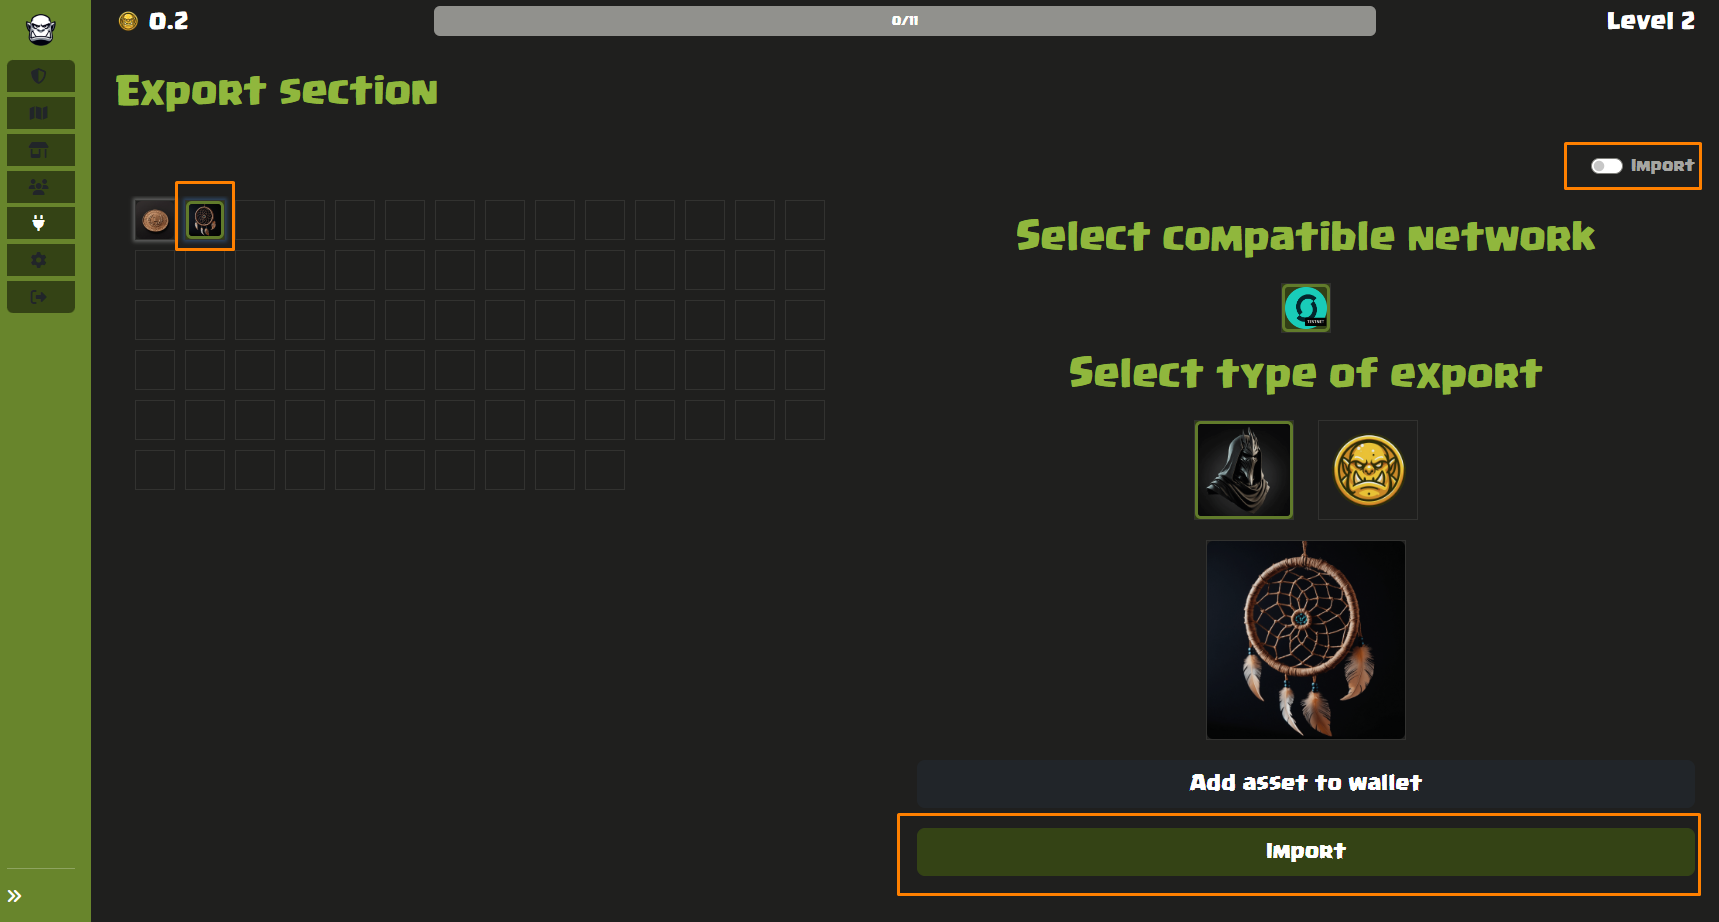 0.2
0/11
Level 2
Export section
Import
Select compatible network
TESTNET
Select type of export
Add asset to wallet
Import